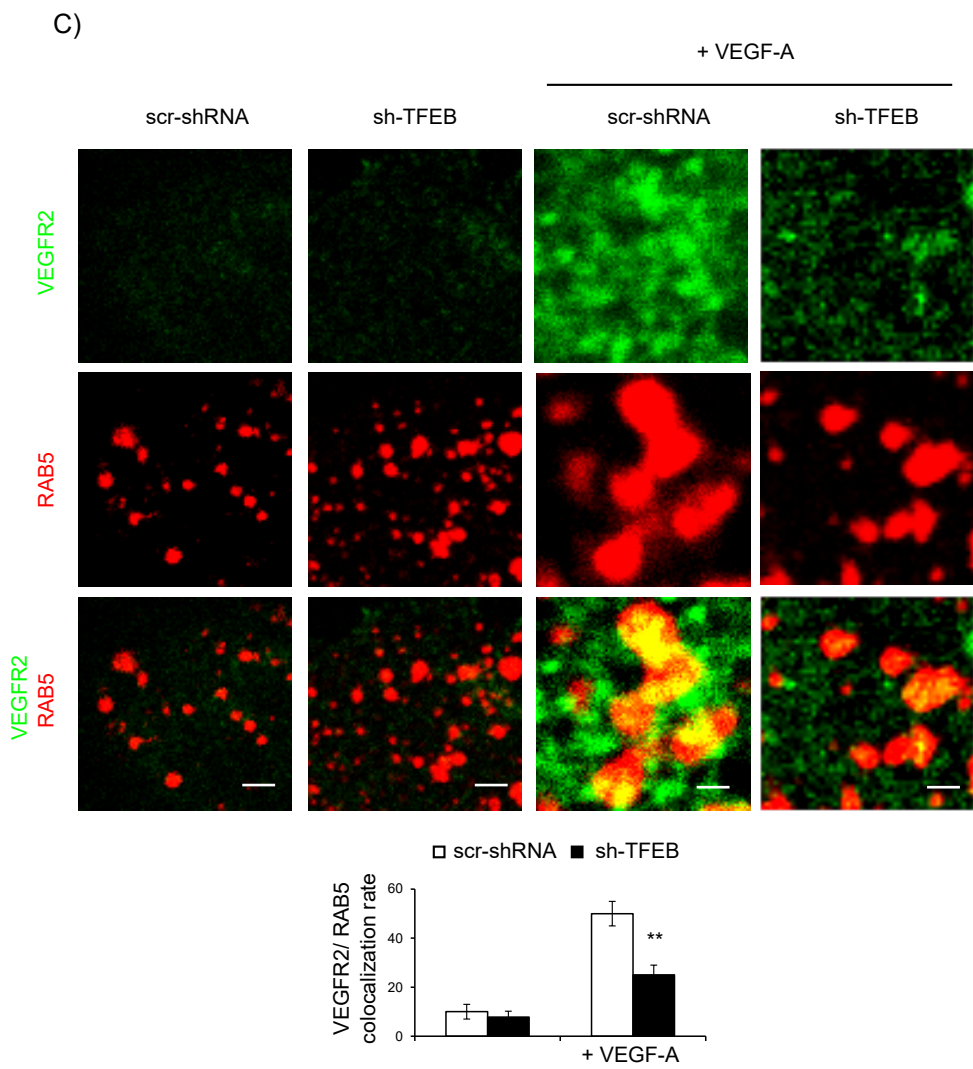 C)
+ VEGF-A
scr-shRNA sh-TFEB scr-shRNA sh-TFEB
VEGFR2
RAB5
VEGFR2
RAB5
□ scr-shRNA ■ sh-TFEB
VEGFR2/ RAB5
colocalization rate
60
40
20
0
**
+ VEGF-A